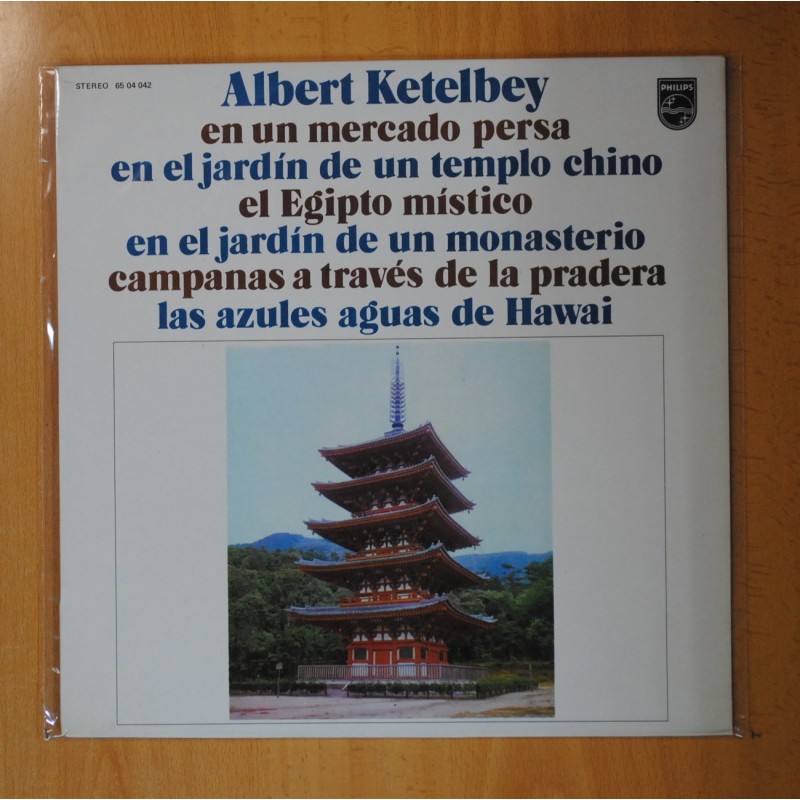 STEREO 65 04 042
PHILIPS
Albert Ketelbey
en un mercado persa
en el jardín de un templo chino
el Egipto místico
en el jardín de un monasterio
campanas a través de la pradera
las azules aguas de Hawai